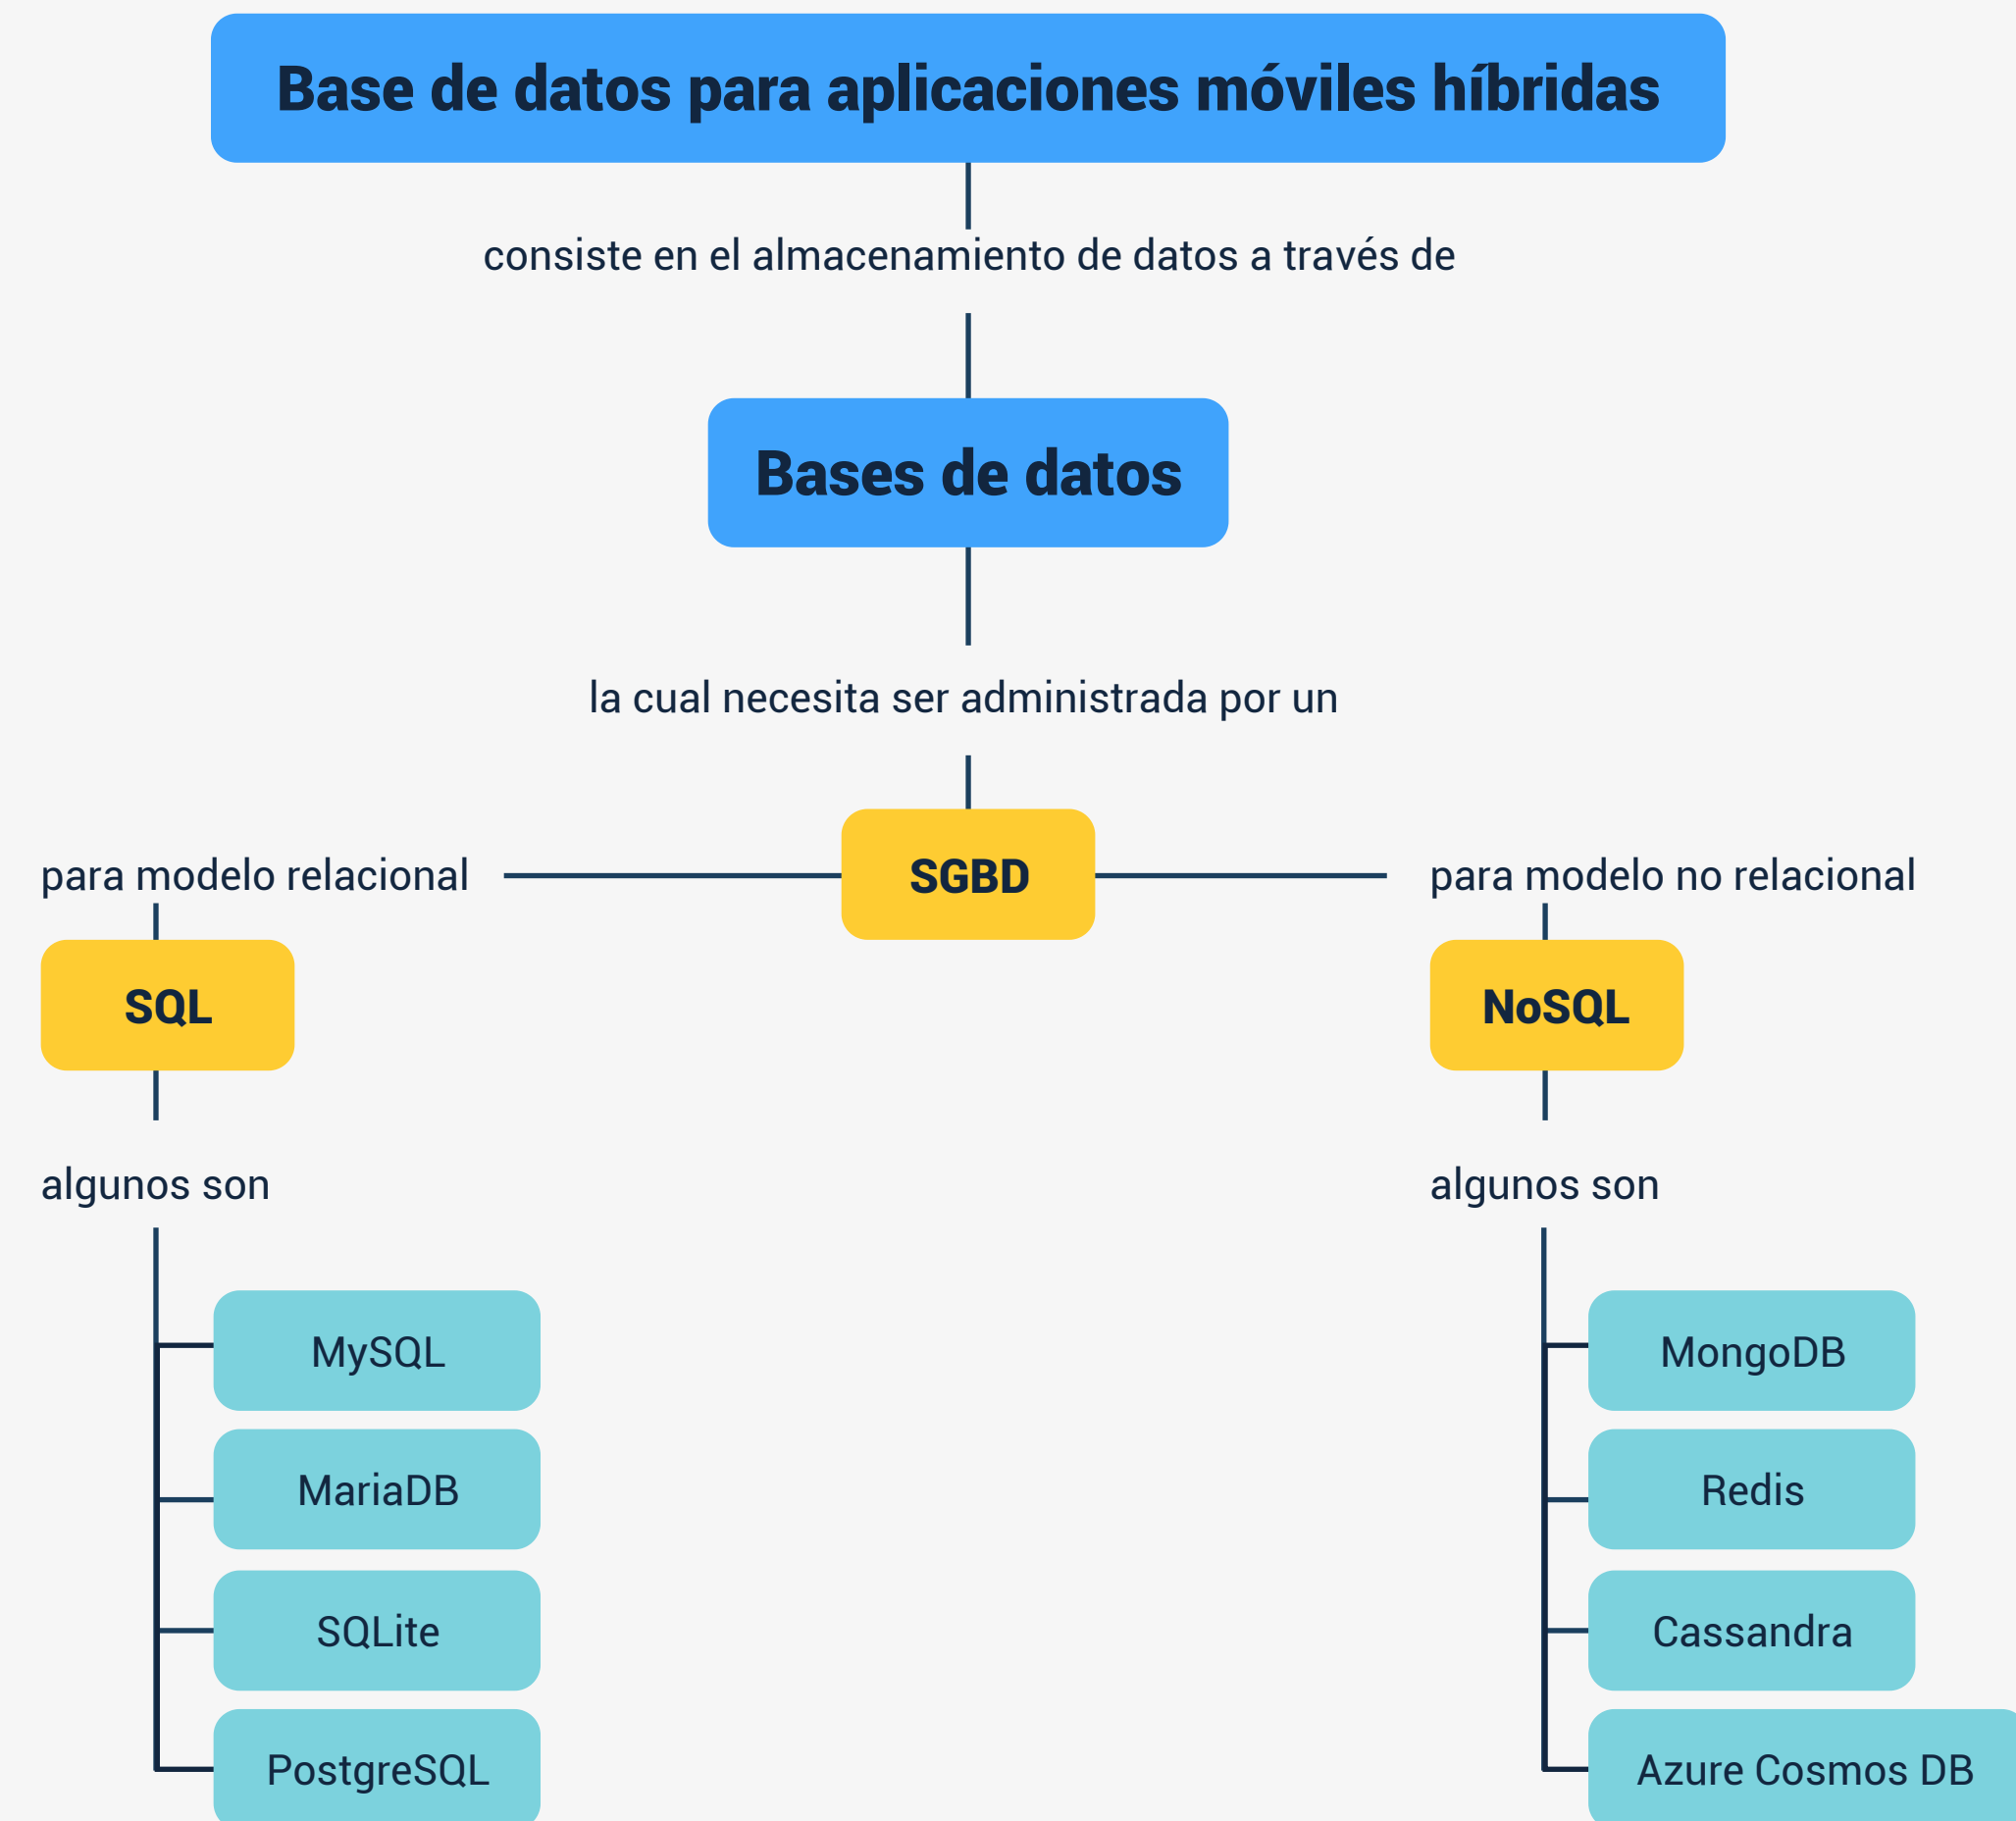 Base de datos para aplicaciones móviles híbridas
consiste en el almacenamiento de datos a través de
Bases de datos
la cual necesita ser administrada por un
SGBD
para modelo relacional
SQL
algunos son
MySQL
MariaDB
SQLite
PostgreSQL
para modelo no relacional
NoSQL
algunos son
MongoDB
Redis
Cassandra
Azure Cosmos DB